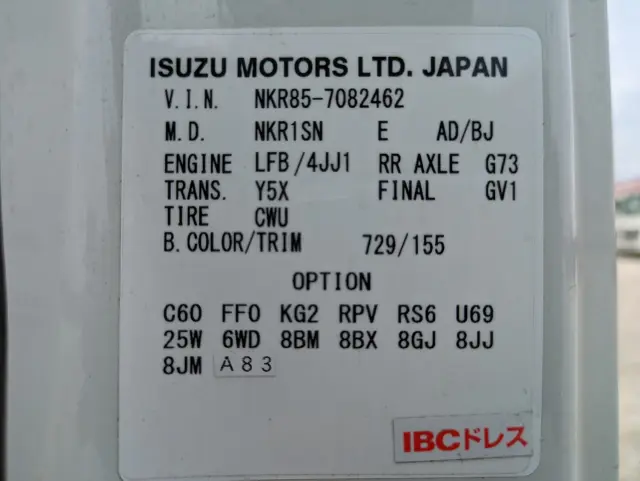 ISUZU MOTORS LTD. JAPAN
V.I.N. NKR85-7082462
M.D. NKR1SN E AD/BJ
ENGINE LFB/4JJ1 RR AXLE G73
TRANS. Y5X FINAL GV1
TIRE CWU
B.COLOR/TRIM 729/155
OPTION
C60 FF0 KG2 RPV RS6 U69
25W 6WD 8BM 8BX 8GJ 8JJ
8JM A83
IBCドレス